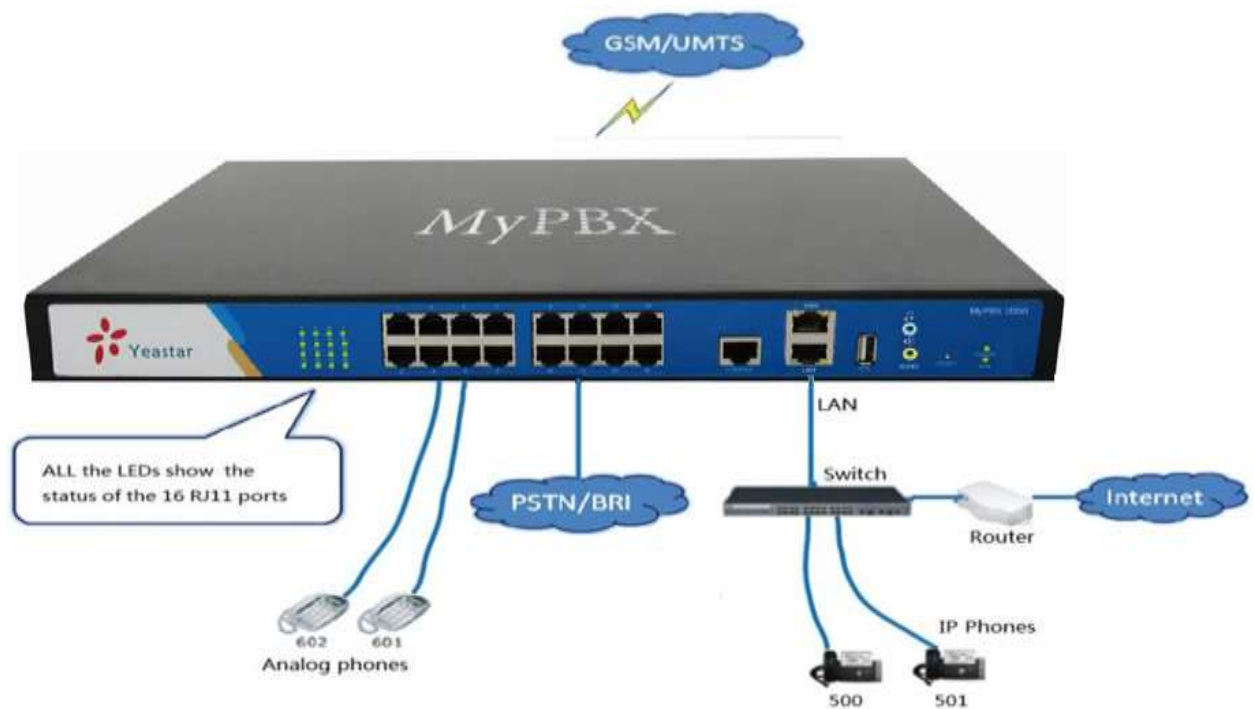 GSM/UMTS
MyPBX
Yeastar
LAN
ALL the LEDs show the
status of the 16 RJ11 ports
PSTN/BRI
Switch
Router
Internet
602
601
Analog phones
IP Phones
500
501